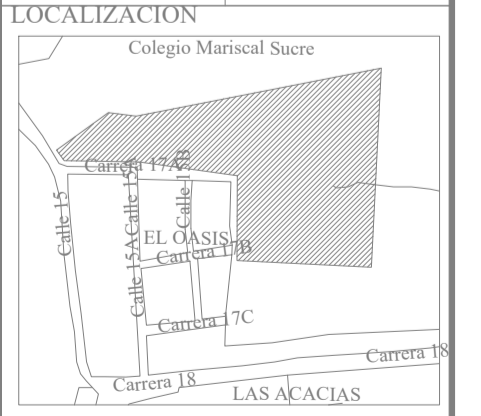 LOCALIZACION
Colegio Mariscal Sucre
Carrera 17A
Calle 15
Calle 15A
Calle 15A
Calle 15B
EL OASIS
Carrera 17B
Carrera 17C
Carrera 18
Carrera 18
LAS ACACIAS